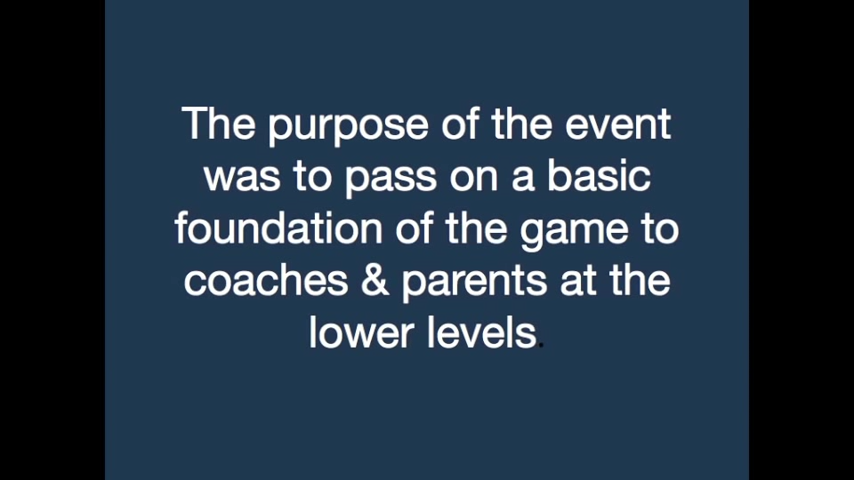 The purpose of the event
was to pass on a basic
foundation of the game to
coaches & parents at the
lower levels.